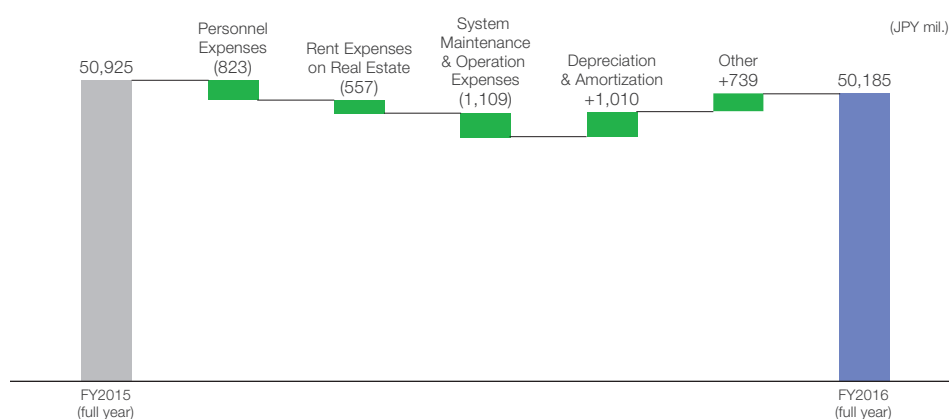 (JPY mil.)
50,925
Personnel
Expenses
(823)
Rent Expenses
on Real Estate
(557)
System
Maintenance
& Operation
Expenses
(1,109)
Depreciation
& Amortization
+1,010
Other
+739
50,185
FY2015
(full year)
FY2016
(full year)